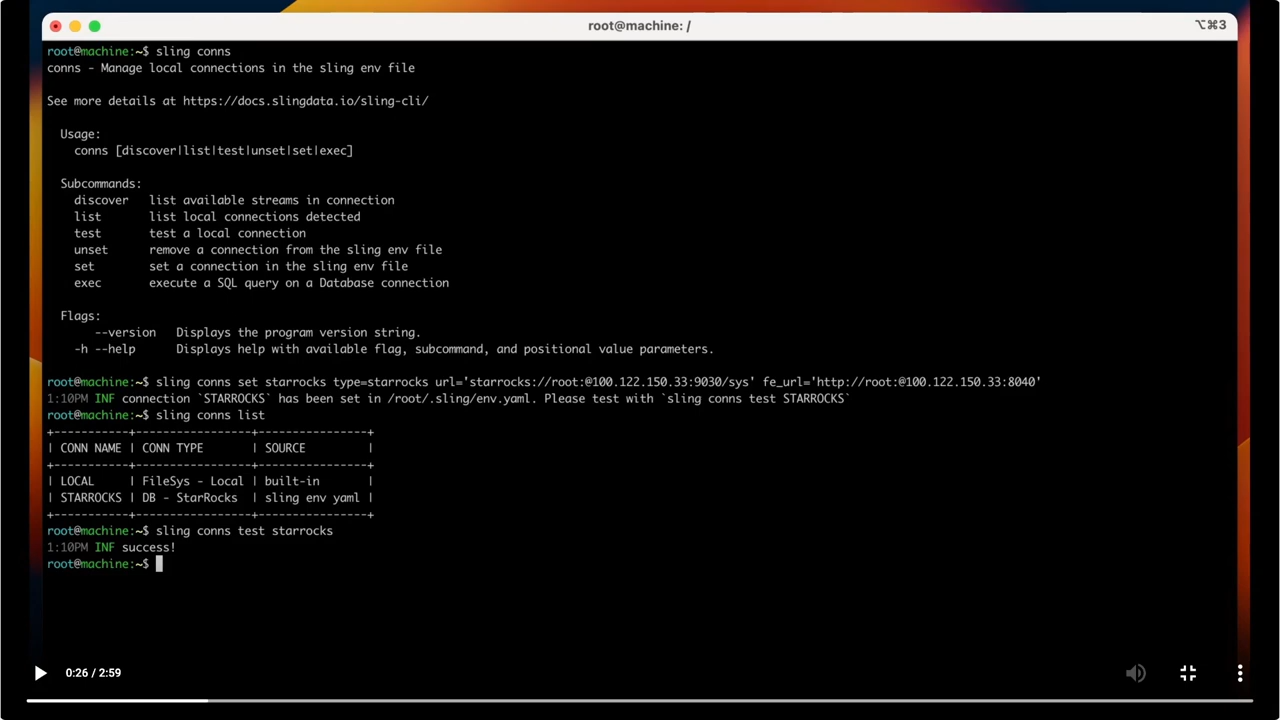 root@machine: /
⌥⌘3
root@machine:~$ sling conns
conns - Manage local connections in the sling env file
See more details at https://docs.slingdata.io/sling-cli/
Usage:
conns [discover|list|test|unset|set|exec]
Subcommands:
discover   list available streams in connection
list       list local connections detected
test       test a local connection
unset      remove a connection from the sling env file
set        set a connection in the sling env file
exec       execute a SQL query on a Database connection
Flags:
--version   Displays the program version string.
-h --help      Displays help with available flag, subcommand, and positional value parameters.
root@machine:~$ sling conns set starrocks type=starrocks url='starrocks://root:@100.122.150.33:9030/sys' fe_url='http://root:@100.122.150.33:8040'
1:10PM INF connection `STARROCKS` has been set in /root/.sling/env.yaml. Please test with `sling conns test STARROCKS`
root@machine:~$ sling conns list
+-----------+----------------+----------------+
| CONN NAME | CONN TYPE      | SOURCE         |
+-----------+----------------+----------------+
| LOCAL     | FileSys - Local | built-in       |
| STARROCKS | DB - StarRocks  | sling env yaml |
+-----------+----------------+----------------+
root@machine:~$ sling conns test starrocks
1:10PM INF success!
root@machine:~$
0:26 / 2:59